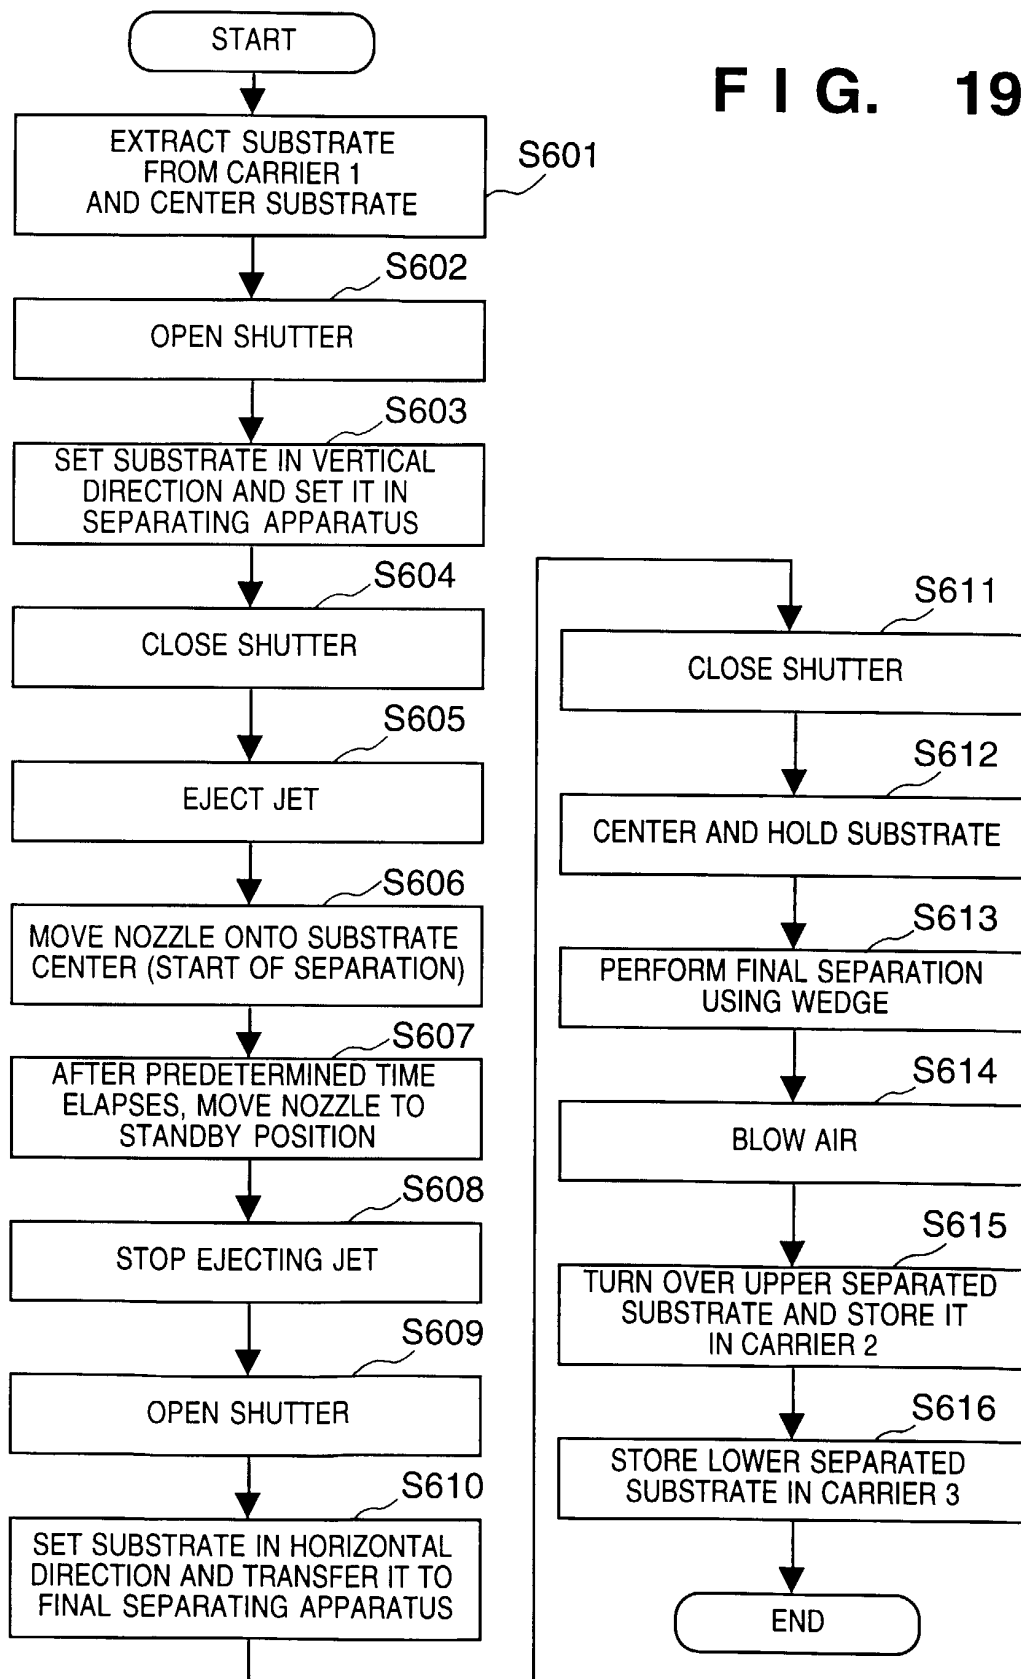 F I G. 19
START
EXTRACT SUBSTRATE
FROM CARRIER 1
AND CENTER SUBSTRATE
S601
S602
OPEN SHUTTER
S603
SET SUBSTRATE IN VERTICAL
DIRECTION AND SET IT IN
SEPARATING APPARATUS
S604
CLOSE SHUTTER
S605
EJECT JET
S606
MOVE NOZZLE ONTO SUBSTRATE
CENTER (START OF SEPARATION)
S607
AFTER PREDETERMINED TIME
ELAPSES, MOVE NOZZLE TO
STANDBY POSITION
S608
STOP EJECTING JET
S609
OPEN SHUTTER
S610
SET SUBSTRATE IN HORIZONTAL
DIRECTION AND TRANSFER IT TO
FINAL SEPARATING APPARATUS
S611
CLOSE SHUTTER
S612
CENTER AND HOLD SUBSTRATE
S613
PERFORM FINAL SEPARATION
USING WEDGE
S614
BLOW AIR
S615
TURN OVER UPPER SEPARATED
SUBSTRATE AND STORE IT
IN CARRIER 2
S616
STORE LOWER SEPARATED
SUBSTRATE IN CARRIER 3
END